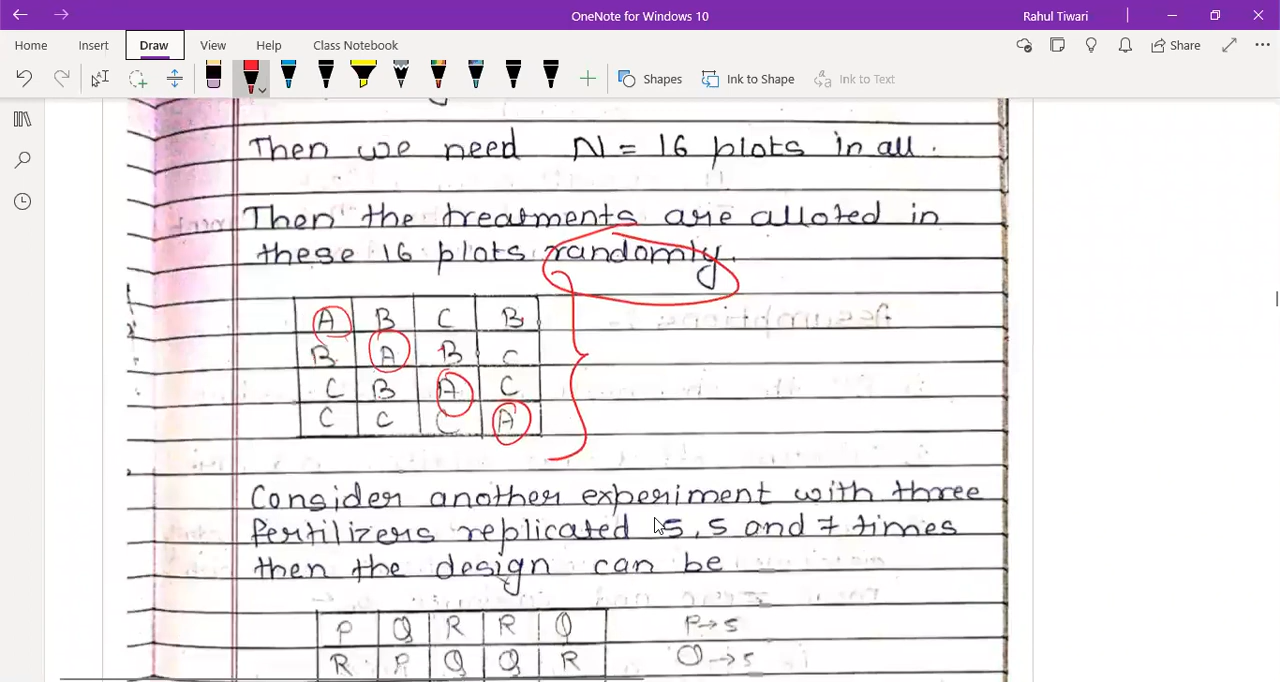 OneNote for Windows 10
Rahul Tiwari
Home Insert Draw View Help Class Notebook
Share
Shapes Ink to Shape Ink to Text
Then we need N = 16 plots in all.
Then the treatments are alloted in
these 16 plots randomly.
A B C B
B A B C
C B A C
C C C A
Consider another experiment with three
fertilizers replicated 5, 5 and 7 times
then the design can be
P Q R R Q P→5
R P Q Q R Q→5